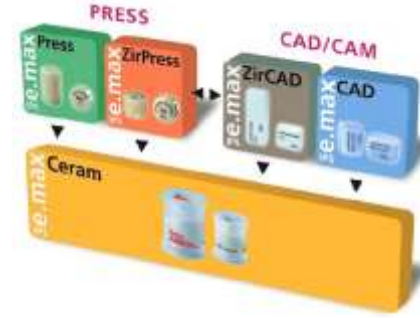 PRESS
CAD/CAM
e.max Press
e.max ZirPress
e.max ZirCAD
e.max CAD
e.max Ceram